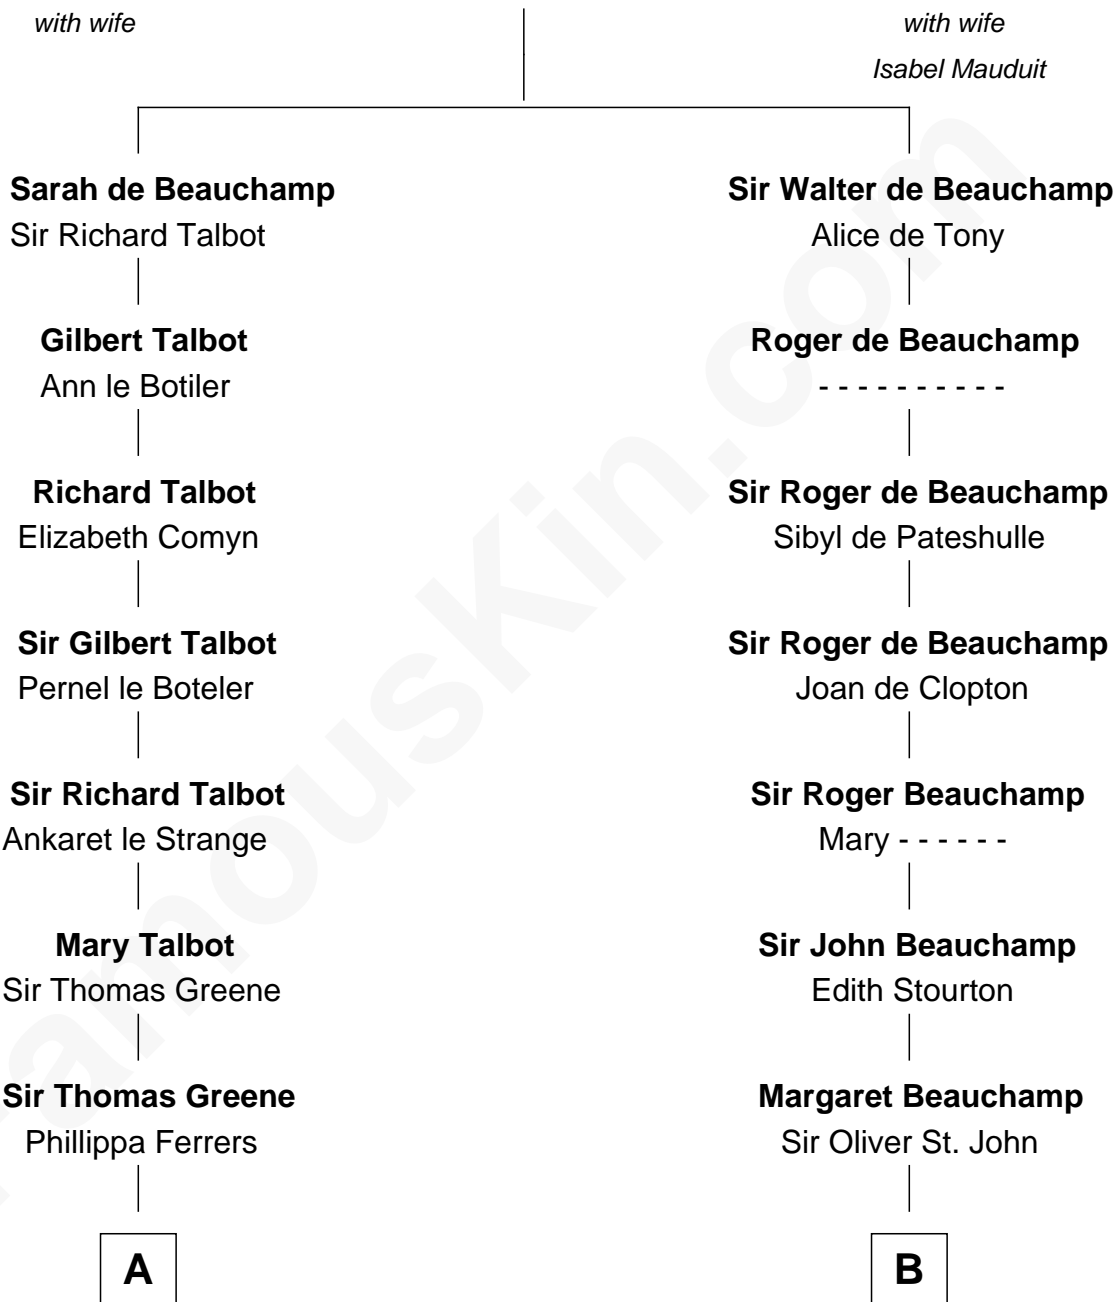 with wife
with wife
Isabel Mauduit
Sarah de Beauchamp
Sir Walter de Beauchamp
Sir Richard Talbot
Alice de Tony
Gilbert Talbot
Roger de Beauchamp
Ann le Botiler
- - - - - - - - - -
Richard Talbot
Sir Roger de Beauchamp
Elizabeth Comyn
Sibyl de Pateshulle
Sir Gilbert Talbot
Sir Roger de Beauchamp
Pernel le Boteler
Joan de Clopton
Sir Richard Talbot
Sir Roger Beauchamp
Ankaret le Strange
Mary - - - - - -
Mary Talbot
Sir John Beauchamp
Sir Thomas Greene
Edith Stourton
Sir Thomas Greene
Margaret Beauchamp
Phillippa Ferrers
Sir Oliver St. John
A
B
FamousKin.com